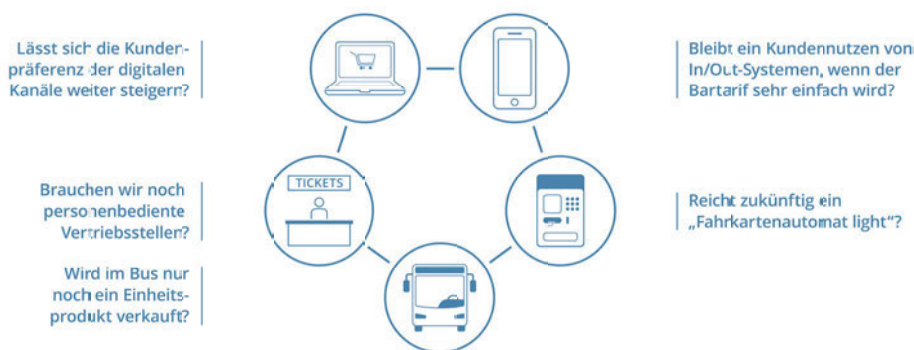 Lässt sich die Kunden-
präferenz der digitalen
Kanäle weiter steigern?
Bleibt ein Kundennutzen von
In/Out-Systemen, wenn der
Bartarif sehr einfach wird?
Brauchen wir noch
personenbediente
Vertriebsstellen?
TICKETS
Reicht zukünftig ein
„Fahrkartenautomat light“?
Wird im Bus nur
noch ein Einheits-
produkt verkauft?